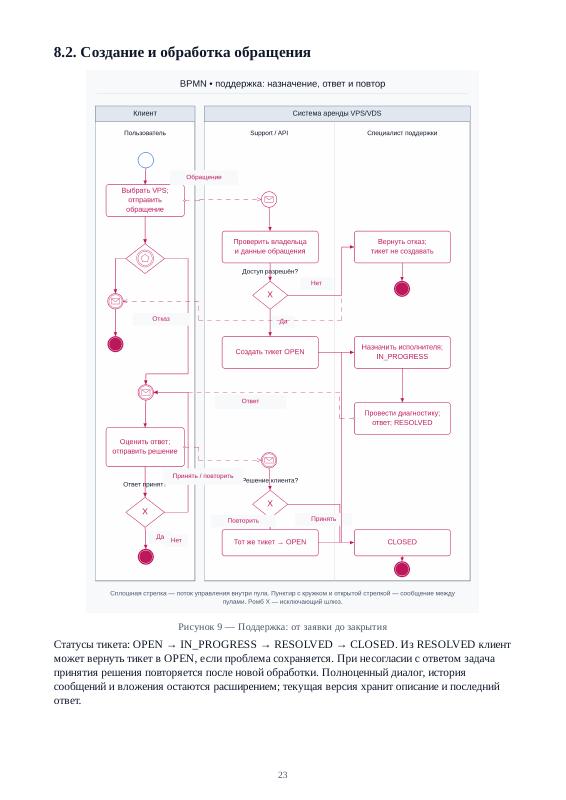 8.2. Создание и обработка обращения
BPMN • поддержка: назначение, ответ и повтор
Клиент
Система аренды VPS/VDS
Пользователь
Support / API
Специалист поддержки
Обращение
Выбрать VPS;
отправить
обращение
Проверить владельца
и данные обращения
Вернуть отказ;
тикет не создавать
Доступ разрешён?
Нет
X
Отказ
Да
Создать тикет OPEN
Назначить исполнителя;
IN_PROGRESS
Ответ
Провести диагностику;
ответ; RESOLVED
Оценить ответ;
отправить решение
Принять / повторить
Решение клиента?
Ответ принят
X
X
Повторить
Принять
Да
Нет
Тот же тикет → OPEN
CLOSED
Сплошная стрелка — поток управления внутри пула. Пунктир с кружком и открытой стрелкой — сообщение между
пулами. Ромб X — исключающий шлюз.
Рисунок 9 — Поддержка: от заявки до закрытия
Статусы тикета: OPEN → IN_PROGRESS → RESOLVED → CLOSED. Из RESOLVED клиент
может вернуть тикет в OPEN, если проблема сохраняется. При несогласии с ответом задача
принятия решения повторяется после новой обработки. Полноценный диалог, история
сообщений и вложения остаются расширением; текущая версия хранит описание и последний
ответ.
23